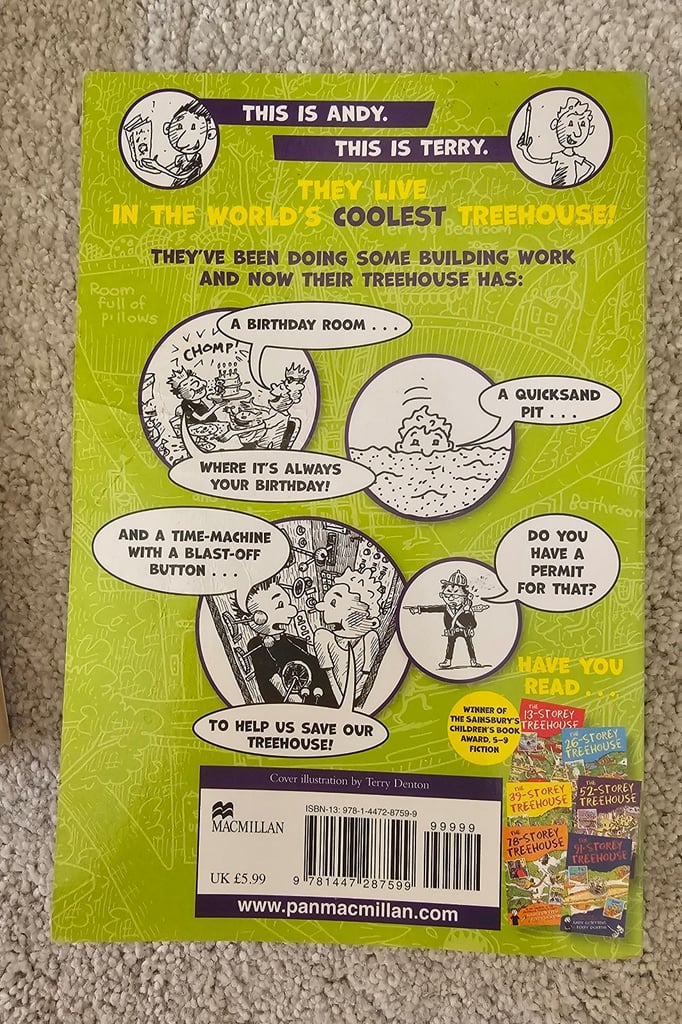 THIS IS ANDY.
THIS IS TERRY.
THEY LIVE
IN THE WORLD'S COOLEST TREEHOUSE!
Bedroom
THEY'VE BEEN DOING SOME BUILDING WORK
AND NOW THEIR TREEHOUSE HAS:
Room
full of
pillows
A BIRTHDAY ROOM . . .
CHOMP!
WHERE IT'S ALWAYS
YOUR BIRTHDAY!
A QUICKSAND
PIT . . .
Bathroom
AND A TIME-MACHINE
WITH A BLAST-OFF
BUTTON . . .
TO HELP US SAVE OUR
TREEHOUSE!
DO YOU
HAVE A
PERMIT
FOR THAT?
HAVE YOU
READ . . .
WINNER OF
THE SAINSBURY'S
CHILDREN'S BOOK
AWARD, 5–9
FICTION
THE
13-STOREY
TREEHOUSE
THE
26-STOREY
TREEHOUSE
THE
39-STOREY
TREEHOUSE
THE
52-STOREY
TREEHOUSE
THE
78-STOREY
TREEHOUSE
THE
91-STOREY
TREEHOUSE
ANDY GRIFFITHS
& TERRY DENTON
Cover illustration by Terry Denton
MACMILLAN
UK £5.99
ISBN-13: 978-1-4472-8759-9
99999
9 781447 287599
www.panmacmillan.com